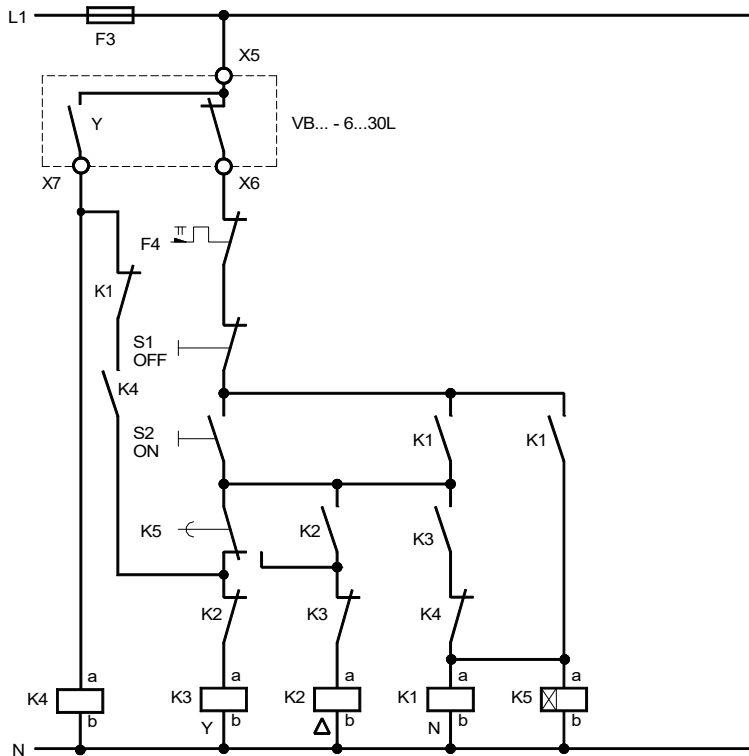 L1
F3
X5
Y
VB... - 6...30L
X7
X6
F4
K1
S1
OFF
K4
S2
ON
K1
K1
K5
K2
K3
K2
K3
K4
a
a
a
a
a
K4
K3
K2
K1
K5
b
b
b
b
b
Y
Δ
N
N